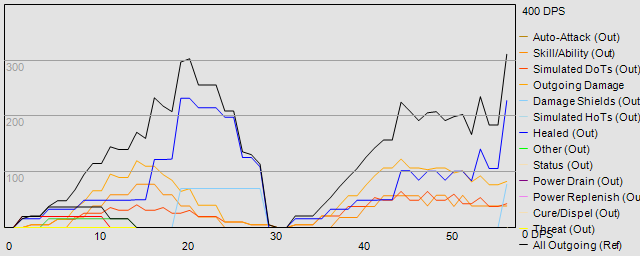 400 DPS
Auto-Attack (Out)
Skill/Ability (Out)
300
Simulated DoTs (Out)
Outgoing Damage
Damage Shields (Out
200
Simulated HoTs (Out
Healed (Out)
Other (Out)
Status (Out)
100
Power Drain (Out)
Power Replenish (Ou
Cure/Dispel (Out)
Threat (Out)
0 DPS
0 10 20 30 40 50
All Outgoing (Ref)